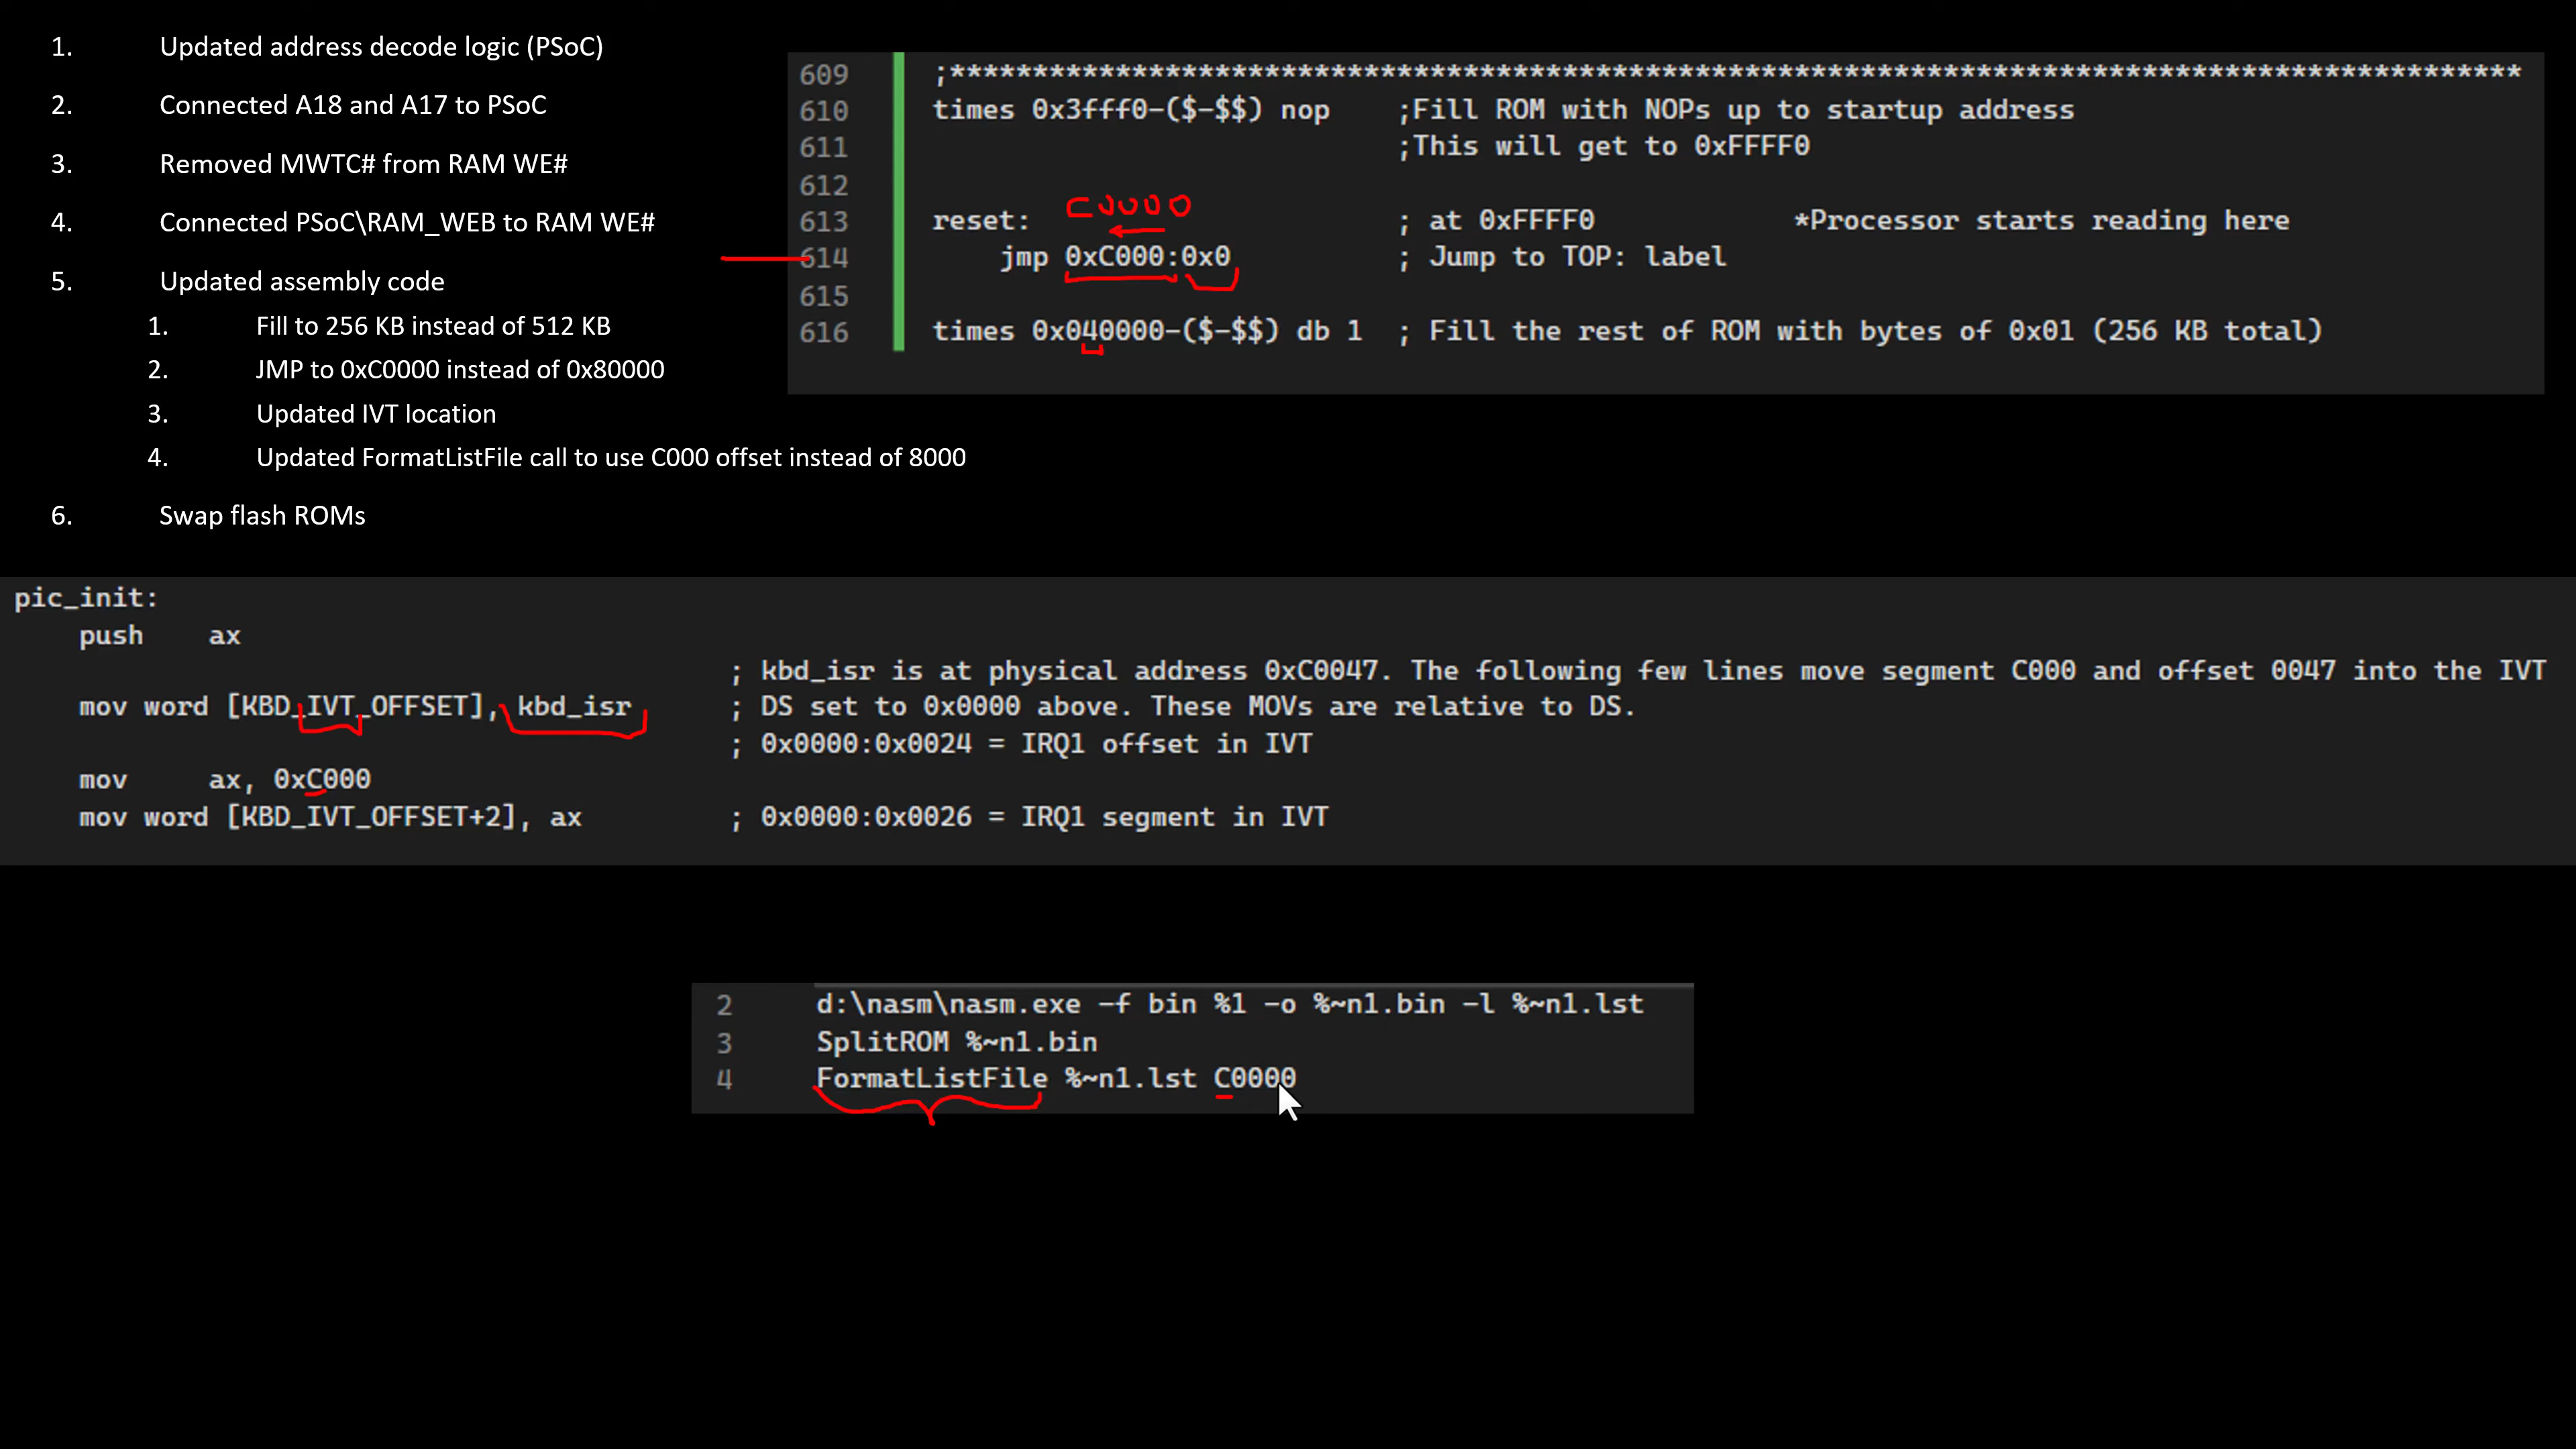 1. Updated address decode logic (PSoC)
2. Connected A18 and A17 to PSoC
3. Removed MWTC# from RAM WE#
4. Connected PSoC\RAM_WEB to RAM WE#
5. Updated assembly code
1. Fill to 256 KB instead of 512 KB
2. JMP to 0xC0000 instead of 0x80000
3. Updated IVT location
4. Updated FormatListFile call to use C000 offset instead of 8000
6. Swap flash ROMs
609 ;***********************************************************************************************
610 times 0x3fff0-($-$$) nop ;Fill ROM with NOPs up to startup address
611 ;This will get to 0xFFFF0
612
C0000
613 reset: ; at 0xFFFF0 *Processor starts reading here
614 jmp 0xC000:0x0 ; Jump to TOP: label
615
616 times 0x040000-($-$$) db 1 ; Fill the rest of ROM with bytes of 0x01 (256 KB total)
pic_init:
push ax
; kbd_isr is at physical address 0xC0047. The following few lines move segment C000 and offset 0047 into the IVT
mov word [KBD_IVT_OFFSET], kbd_isr ; DS set to 0x0000 above. These MOVs are relative to DS.
; 0x0000:0x0024 = IRQ1 offset in IVT
mov ax, 0xC000
mov word [KBD_IVT_OFFSET+2], ax ; 0x0000:0x0026 = IRQ1 segment in IVT
2 d:\nasm\nasm.exe -f bin %1 -o %~n1.bin -l %~n1.lst
3 SplitROM %~n1.bin
4 FormatListFile %~n1.lst C0000